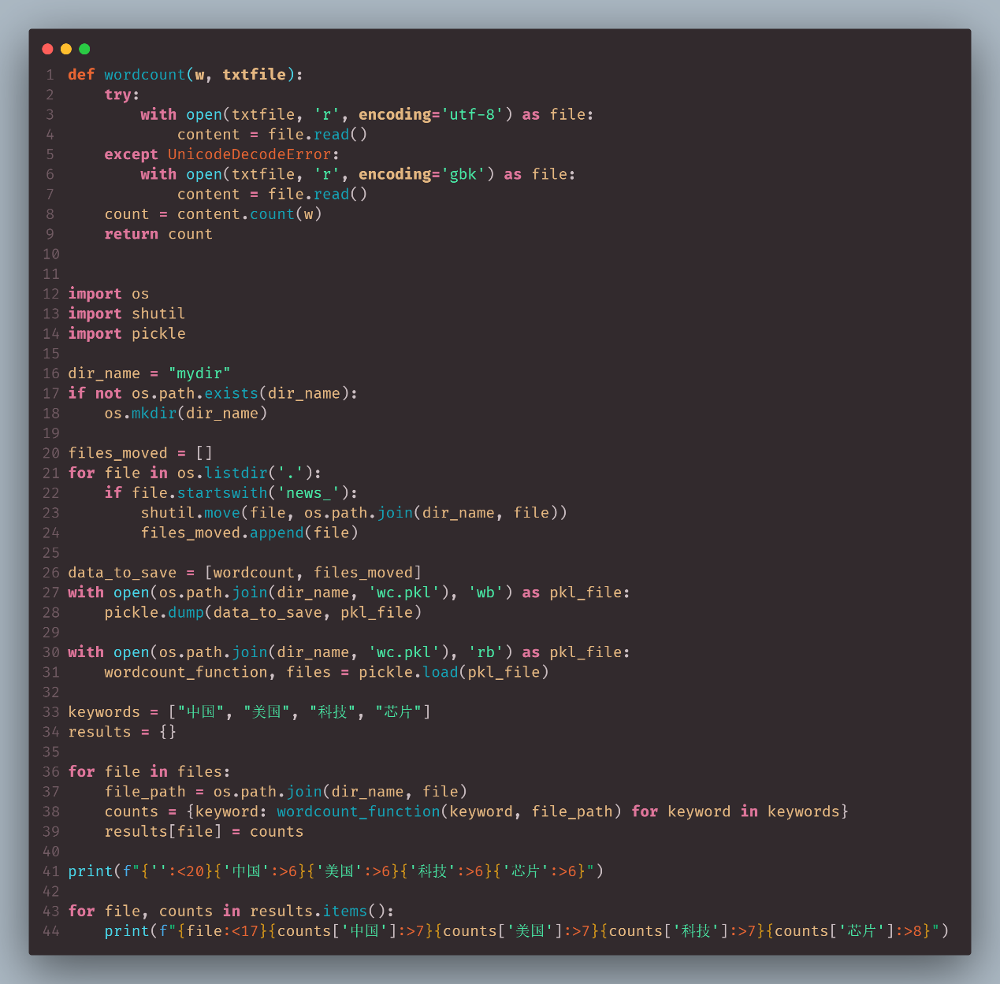 1 def wordcount(w, txtfile):
2     try:
3         with open(txtfile, 'r', encoding='utf-8') as file:
4             content = file.read()
5     except UnicodeDecodeError:
6         with open(txtfile, 'r', encoding='gbk') as file:
7             content = file.read()
8     count = content.count(w)
9     return count
10
11
12 import os
13 import shutil
14 import pickle
15
16 dir_name = "mydir"
17 if not os.path.exists(dir_name):
18     os.mkdir(dir_name)
19
20 files_moved = []
21 for file in os.listdir('.'):
22     if file.startswith('news_'):
23         shutil.move(file, os.path.join(dir_name, file))
24         files_moved.append(file)
25
26 data_to_save = [wordcount, files_moved]
27 with open(os.path.join(dir_name, 'wc.pkl'), 'wb') as pkl_file:
28     pickle.dump(data_to_save, pkl_file)
29
30 with open(os.path.join(dir_name, 'wc.pkl'), 'rb') as pkl_file:
31     wordcount_function, files = pickle.load(pkl_file)
32
33 keywords = ["中国", "美国", "科技", "芯片"]
34 results = {}
35
36 for file in files:
37     file_path = os.path.join(dir_name, file)
38     counts = {keyword: wordcount_function(keyword, file_path) for keyword in keywords}
39     results[file] = counts
40
41 print(f"{'':<20}{'中国':>6}{'美国':>6}{'科技':>6}{'芯片':>6}")
42
43 for file, counts in results.items():
44     print(f"{file:<17}{counts['中国']:>7}{counts['美国']:>7}{counts['科技']:>7}{counts['芯片']:>8}")